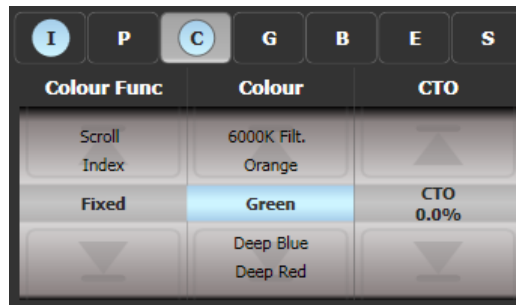 I P C G B E S
Colour Func Colour CTO
Scroll 6000K Filt.
Index Orange
Fixed Green CTO
0.0%
Deep Blue
Deep Red